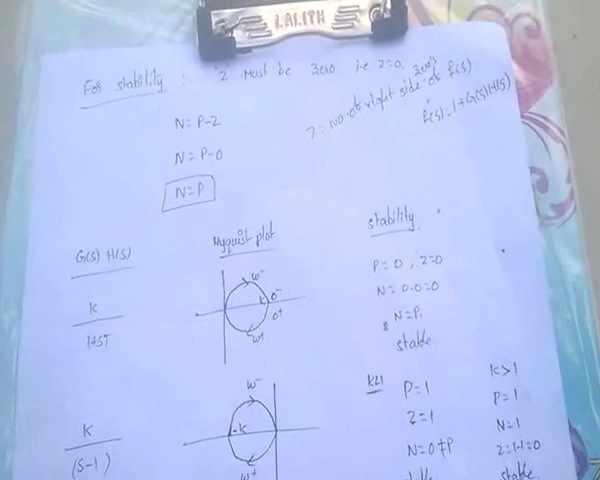 LALITH
For stability : Z must be zero i.e Z=0.
Z = no of right side zero's of F(s)
F(s)=1+G(s)H(s)
N=P-Z
N=P-0
N=P
G(s) H(s)
Nyquist plot
stability
K
1+ST
ω-
K
0-
0+
ω+
P=0, Z=0
N=0-0=0
N=P.
stable.
K
(S-1)
ω-
-K
ω+
K<1
P=1
Z=1
N=0≠P
K>1
P=1
N=1
Z=1-1=0
stable.